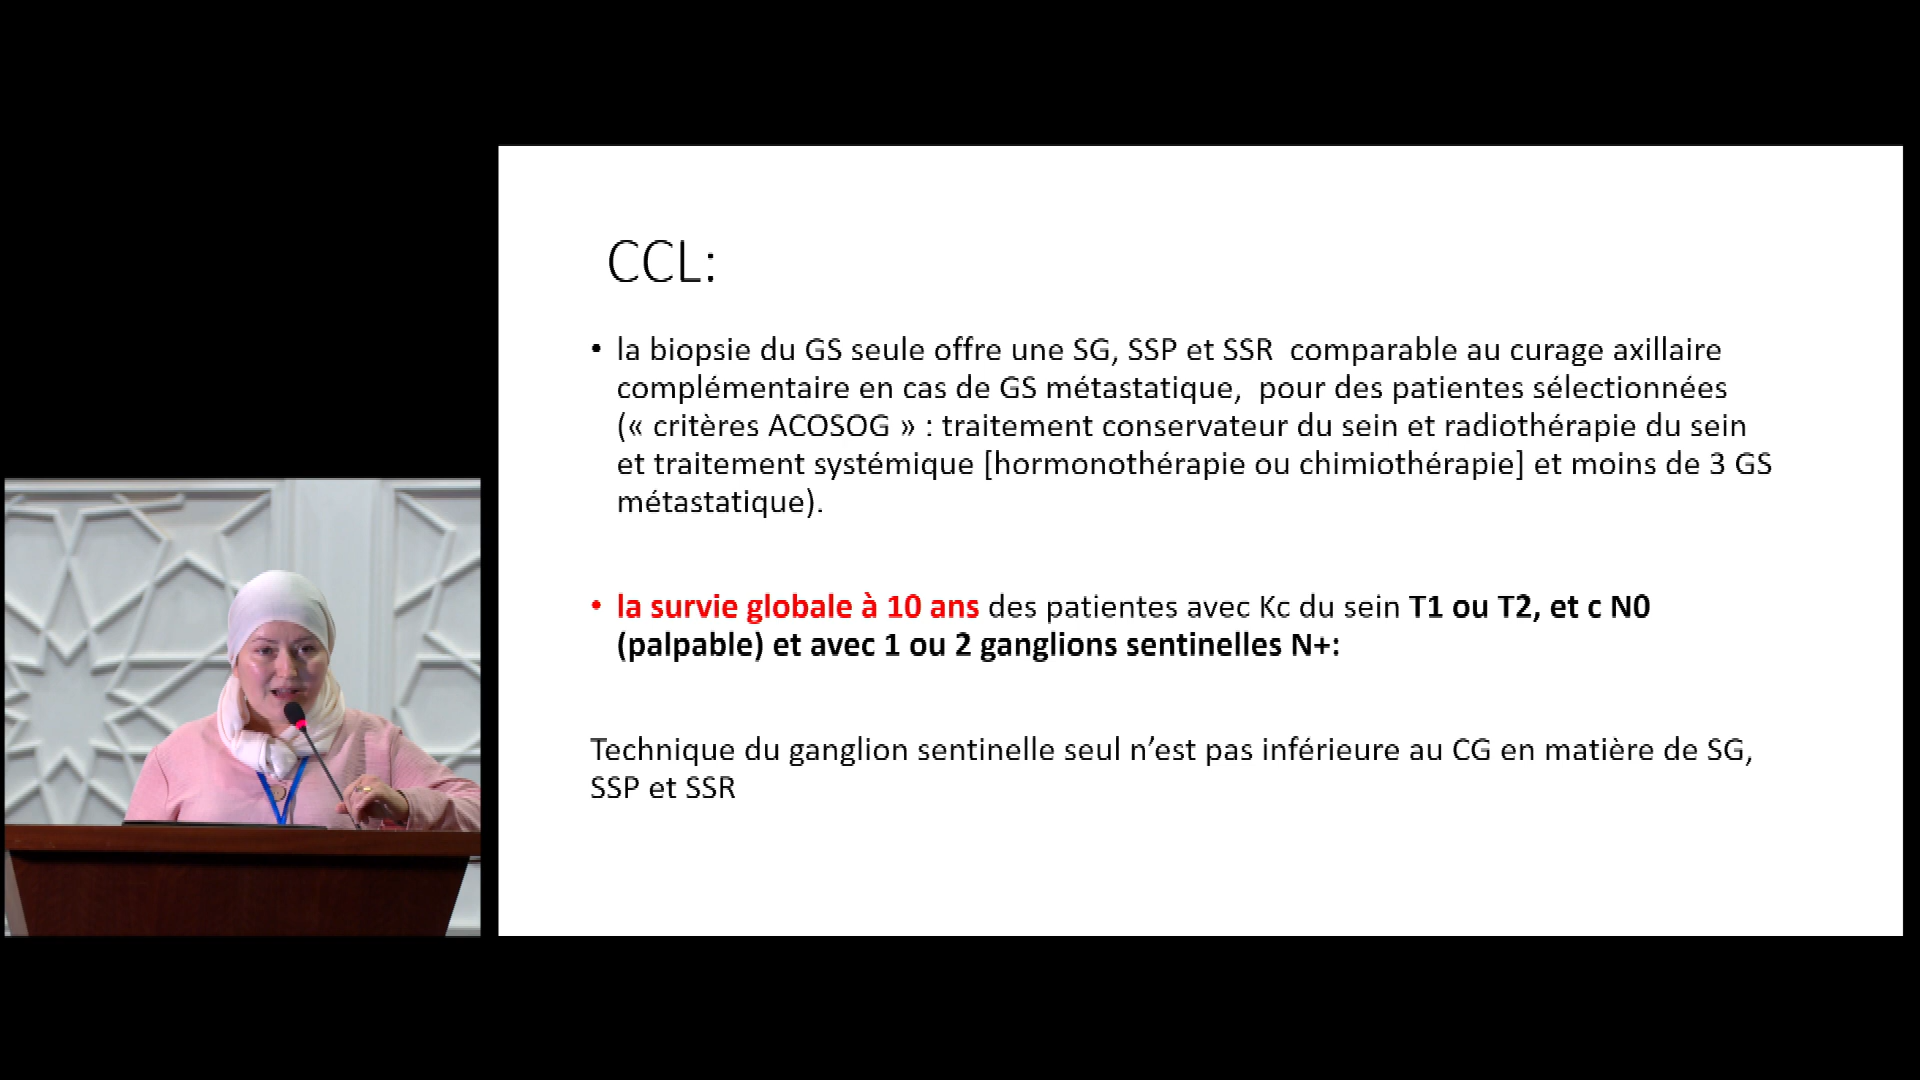 CCL:
• la biopsie du GS seule offre une SG, SSP et SSR  comparable au curage axillaire
complémentaire en cas de GS métastatique,  pour des patientes sélectionnées
(« critères ACOSOG » : traitement conservateur du sein et radiothérapie du sein
et traitement systémique [hormonothérapie ou chimiothérapie] et moins de 3 GS
métastatique).
• la survie globale à 10 ans des patientes avec Kc du sein T1 ou T2, et c N0
(palpable) et avec 1 ou 2 ganglions sentinelles N+:
Technique du ganglion sentinelle seul n’est pas inférieure au CG en matière de SG,
SSP et SSR